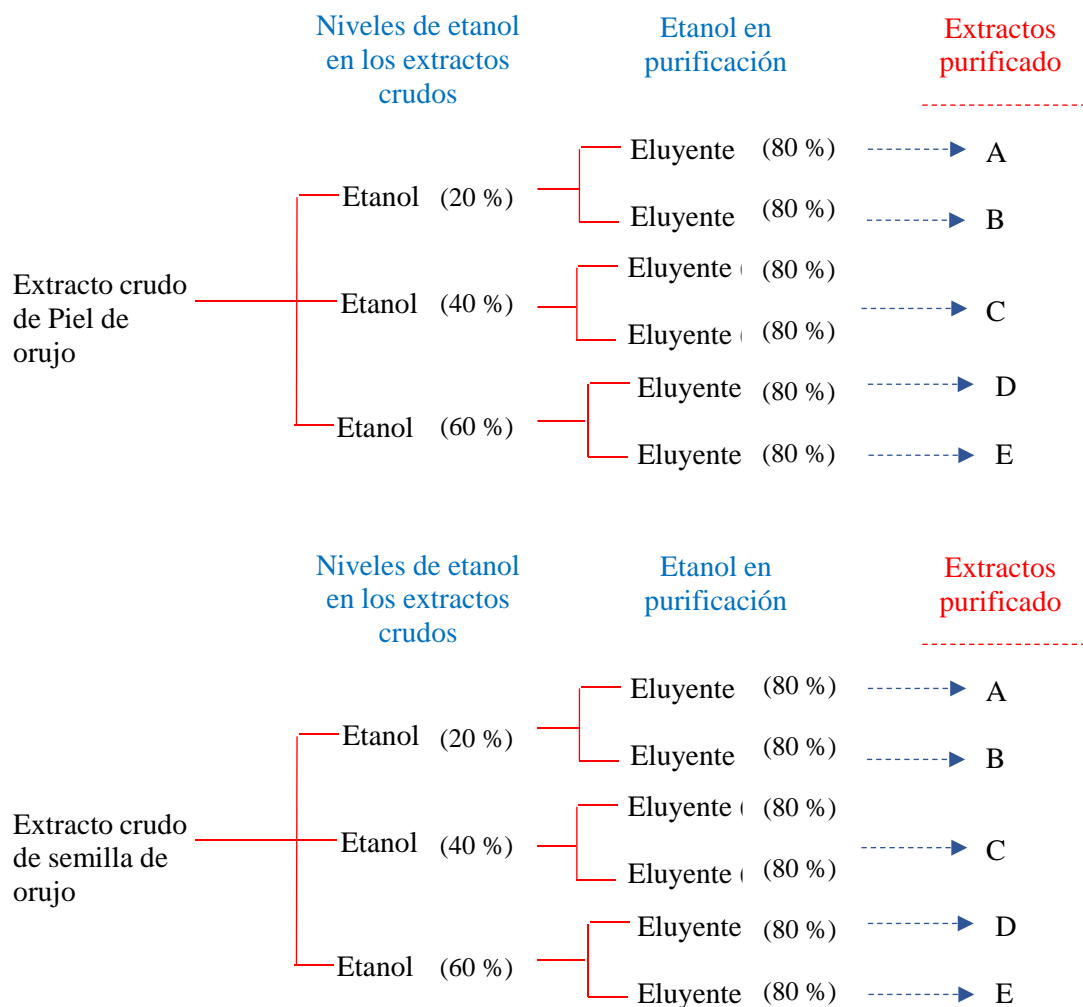 Niveles de etanol
en los extractos
crudos
Etanol en
purificación
Extractos
purificado
Extracto crudo
de Piel de
orujo
Etanol (20 %)
Eluyente (80 %) A
Eluyente (80 %) B
Etanol (40 %)
Eluyente (80 %)
Eluyente (80 %)
C
Etanol (60 %)
Eluyente (80 %) D
Eluyente (80 %) E
Niveles de etanol
en los extractos
crudos
Etanol en
purificación
Extractos
purificado
Extracto crudo
de semilla de
orujo
Etanol (20 %)
Eluyente (80 %) A
Eluyente (80 %) B
Etanol (40 %)
Eluyente (80 %)
Eluyente (80 %)
C
Etanol (60 %)
Eluyente (80 %) D
Eluyente (80 %) E